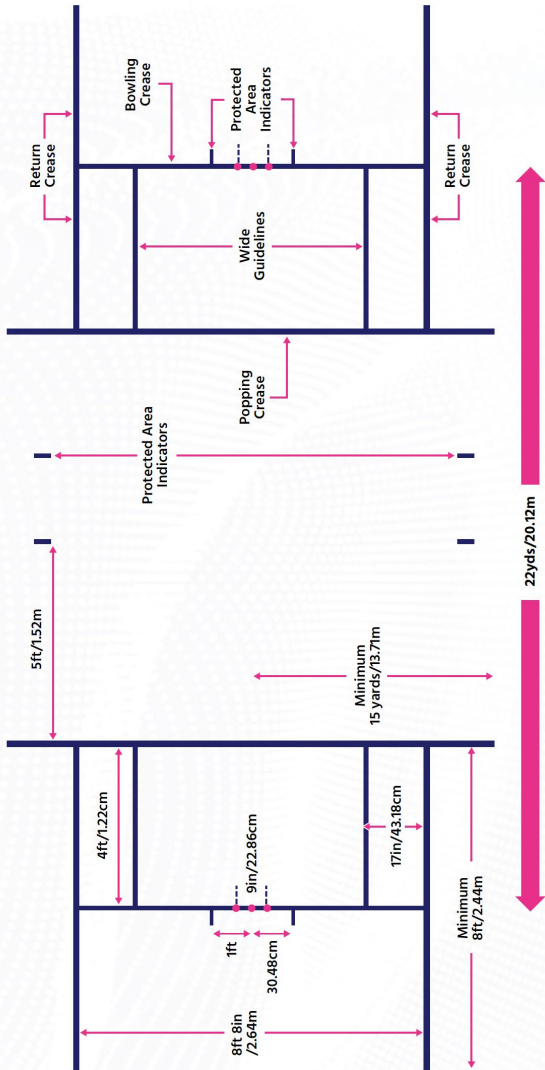 Return
Crease
Bowling
Crease
Protected
Area
Indicators
Return
Crease
Wide
Guidelines
Popping
Crease
Protected Area
Indicators
22yds/20.12m
5ft/1.52m
Minimum
15 yards/13.71m
4ft/1.22cm
9in/22.86cm
17in/43.18cm
1ft
30.48cm
Minimum
8ft/2.44m
8ft 8in
/2.64m